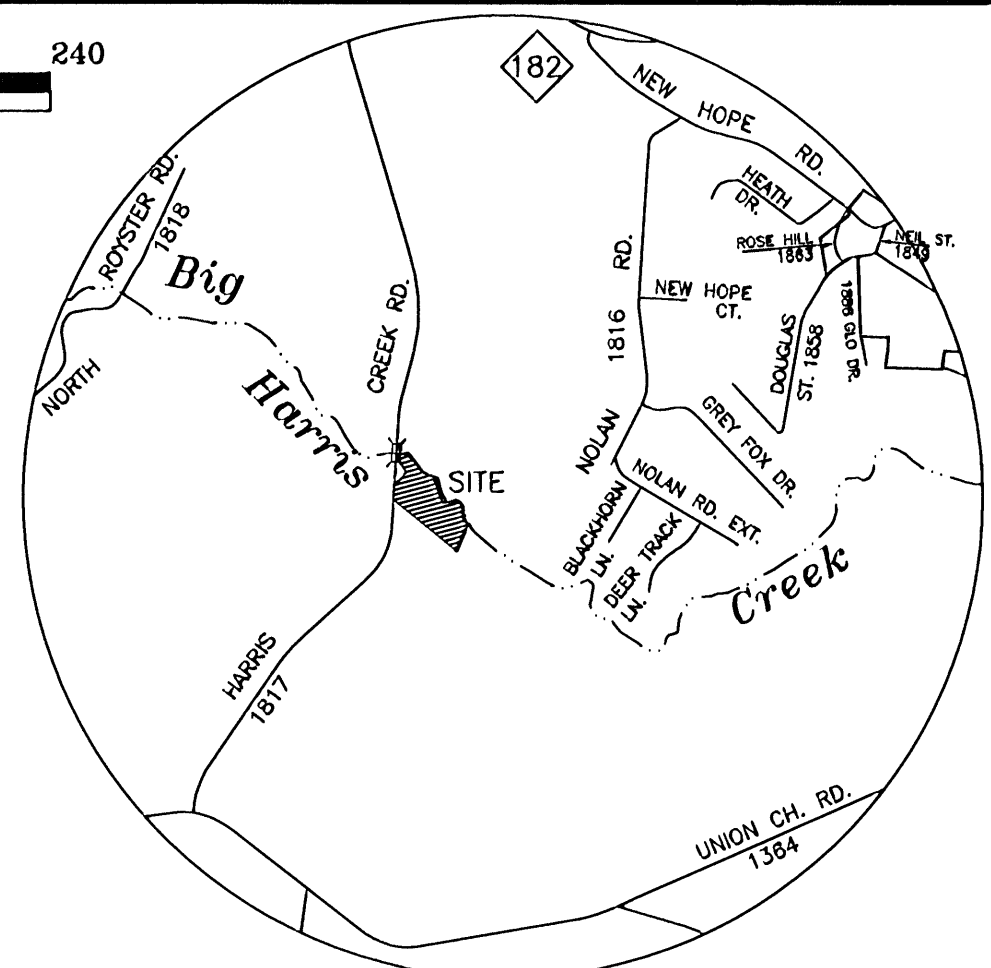 240
182
NEW HOPE RD.
ROYSTER RD.
1818
Big
HEATH
DR.
ROSE HILL
1863
NEIL ST.
1849
1816 RD.
NEW HOPE
CT.
CREEK RD.
DOUGLAS
ST. 1858
1886 GLO DR.
NORTH
Harris
NOLAN
GREY FOX DR.
SITE
NOLAN RD. EXT.
BLACKHORN
LN.
DEER TRACK
LN.
Creek
HARRIS
1817
UNION CH. RD.
1364